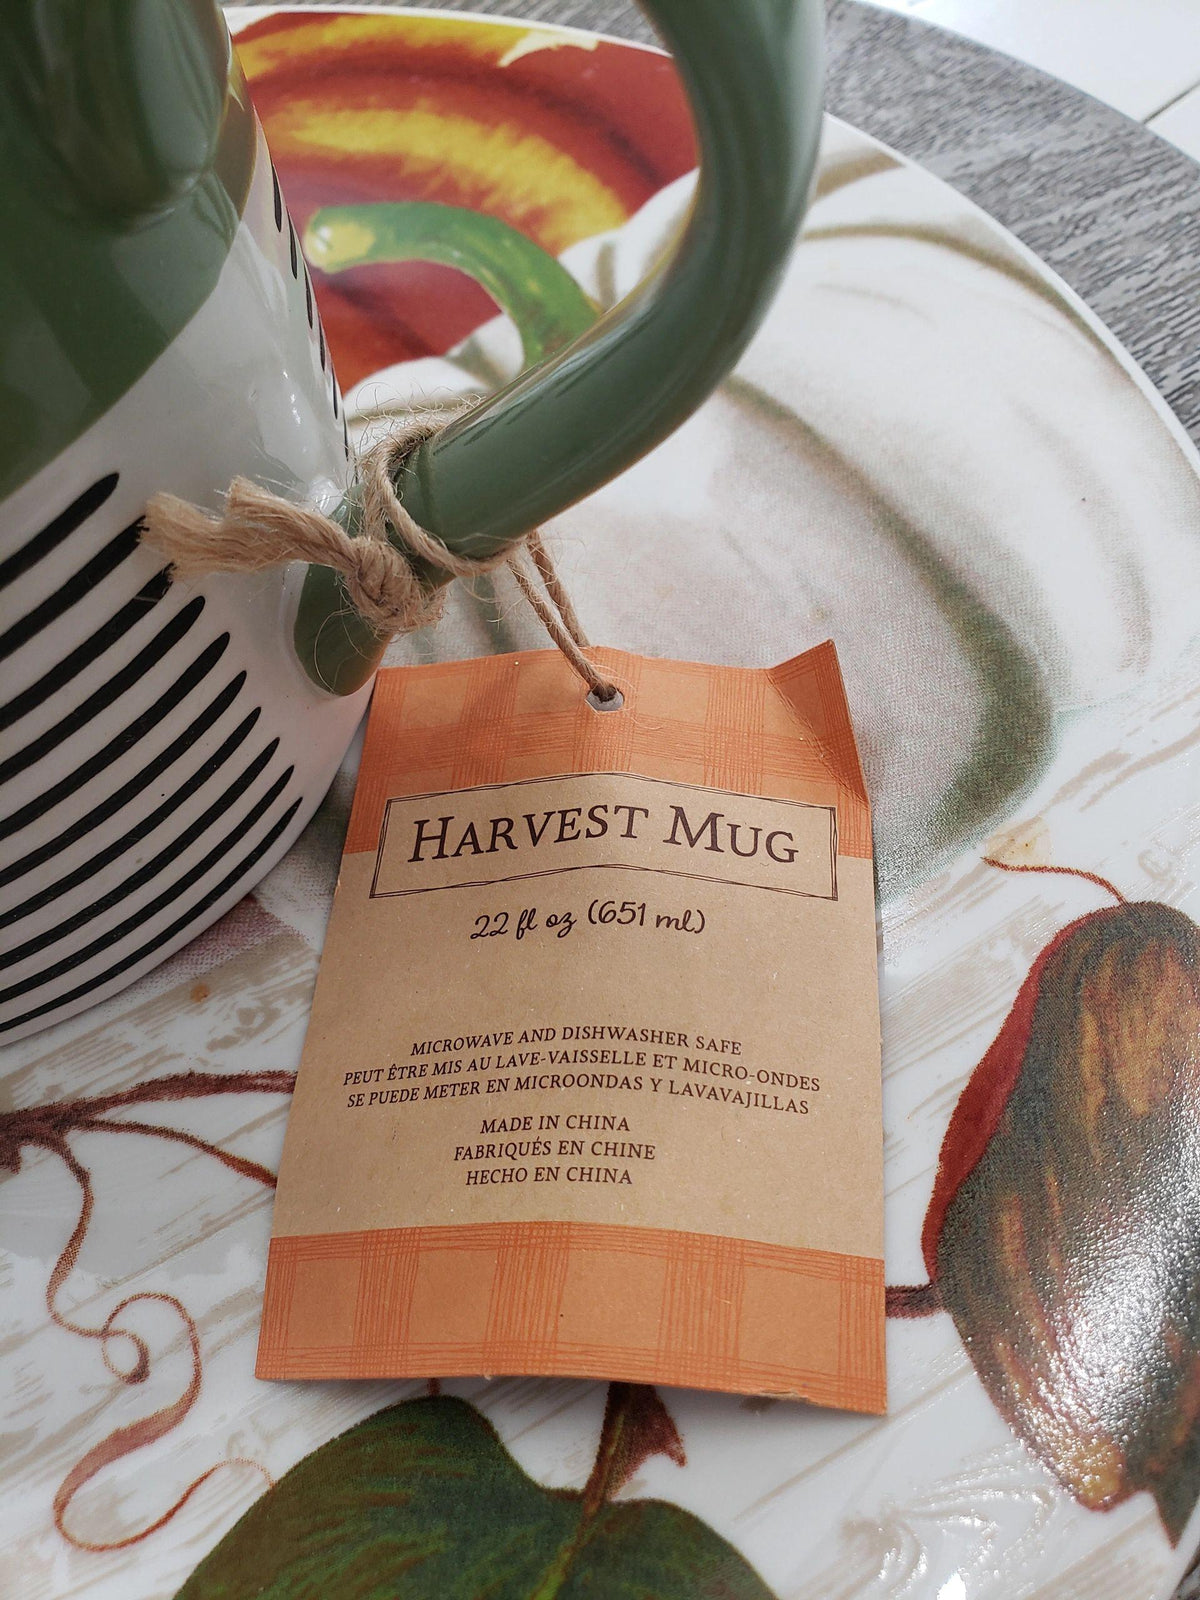 HARVEST MUG
22 fl oz (651 ml)
MICROWAVE AND DISHWASHER SAFE
PEUT ÊTRE MIS AU LAVE-VAISSELLE ET MICRO-ONDES
SE PUEDE METER EN MICROONDAS Y LAVAVAJILLAS
MADE IN CHINA
FABRIQUÉS EN CHINE
HECHO EN CHINA